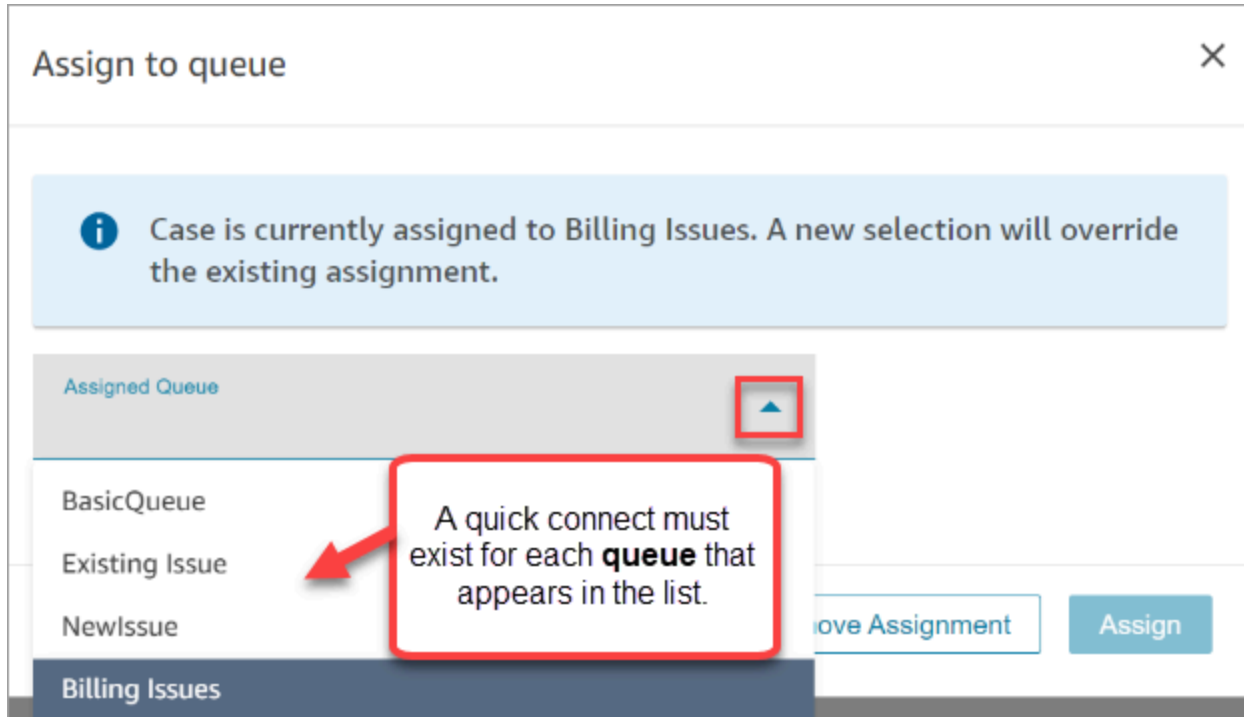 Assign to queue
Case is currently assigned to Billing Issues. A new selection will override
the existing assignment.
Assigned Queue
BasicQueue
Existing Issue
NewIssue
Billing Issues
A quick connect must
exist for each queue that
appears in the list.
Assignment
Assign